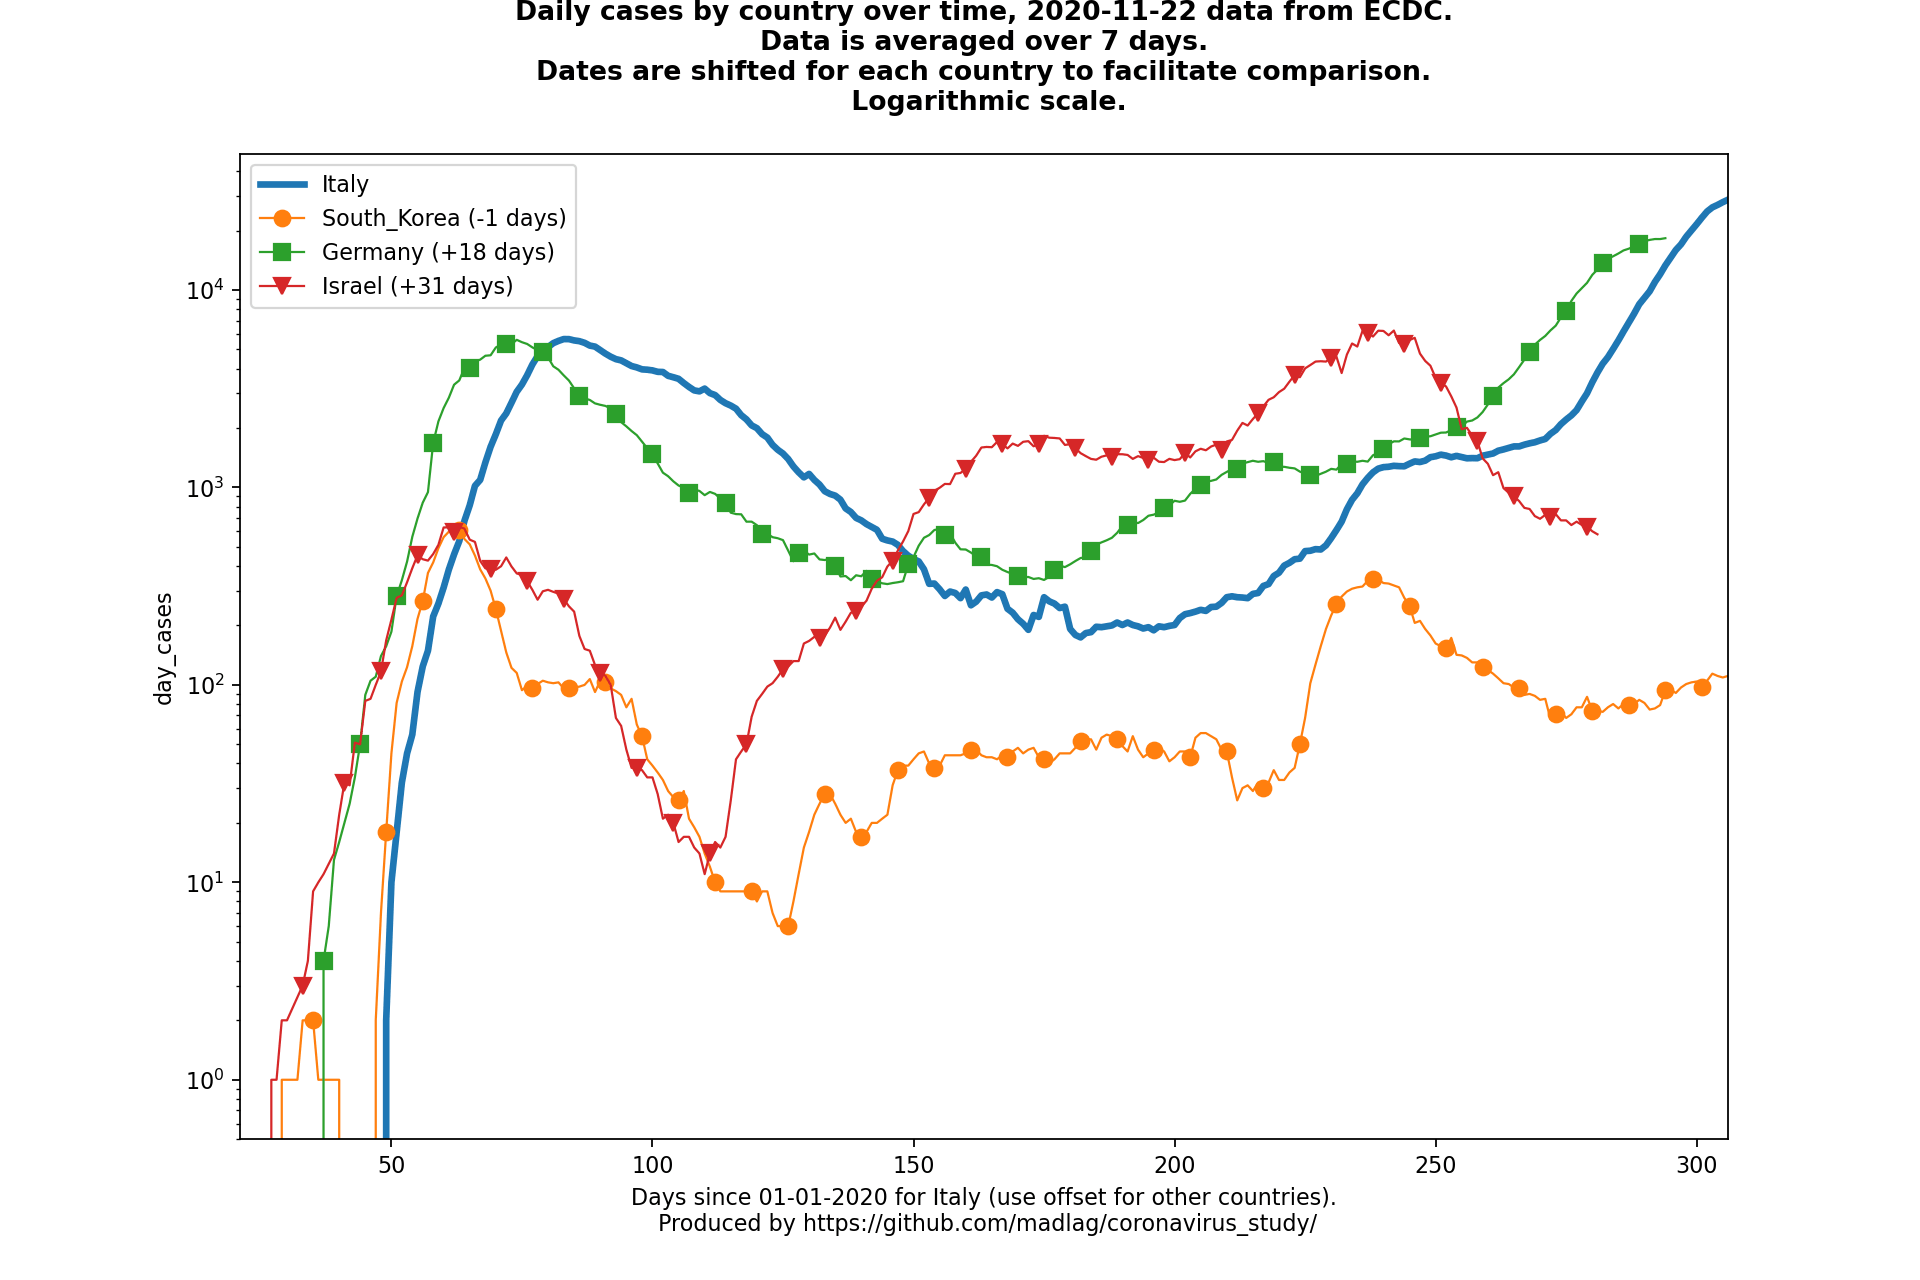 Daily cases by country over time, 2020-11-22 data from ECDC.
Data is averaged over 7 days.
Dates are shifted for each country to facilitate comparison.
Logarithmic scale.
Italy
South_Korea (-1 days)
Germany (+18 days)
Israel (+31 days)
day_cases
10⁴
10³
10²
10¹
10⁰
50 100 150 200 250 300
Days since 01-01-2020 for Italy (use offset for other countries).
Produced by https://github.com/madlag/coronavirus_study/